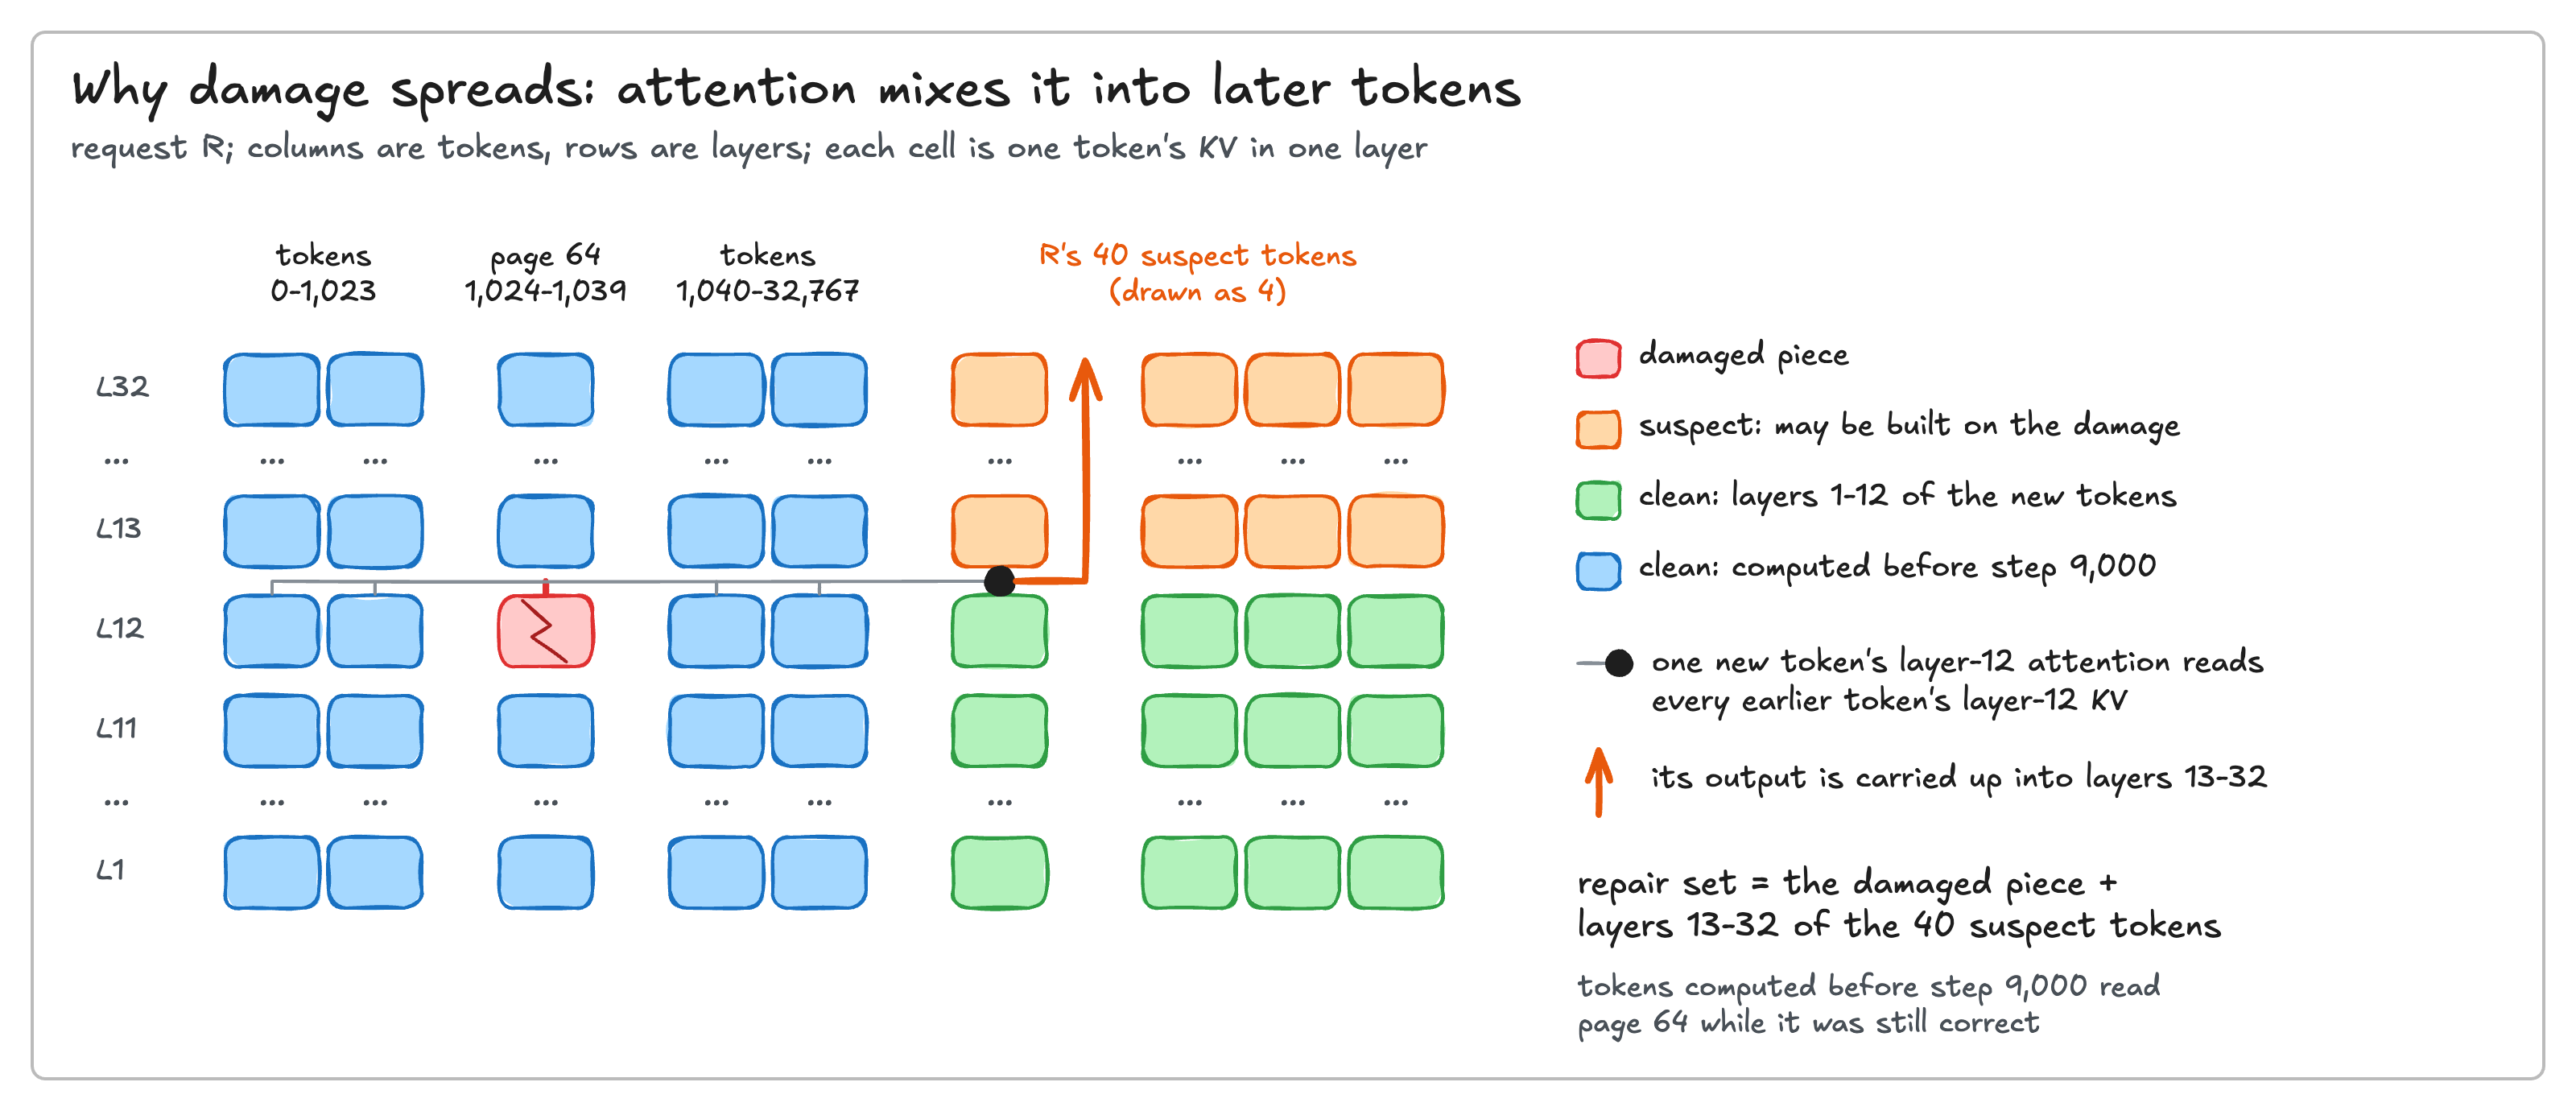 Why damage spreads: attention mixes it into later tokens
request R; columns are tokens, rows are layers; each cell is one token's KV in one layer
tokens
0-1,023
page 64
1,024-1,039
tokens
1,040-32,767
R's 40 suspect tokens
(drawn as 4)
L32
... ... ... ... ... ... ... ... ... ...
L13
L12
L11
... ... ... ... ... ... ... ... ... ...
L1
damaged piece
suspect: may be built on the damage
clean: layers 1-12 of the new tokens
clean: computed before step 9,000
one new token's layer-12 attention reads
every earlier token's layer-12 KV
its output is carried up into layers 13-32
repair set = the damaged piece +
layers 13-32 of the 40 suspect tokens
tokens computed before step 9,000 read
page 64 while it was still correct